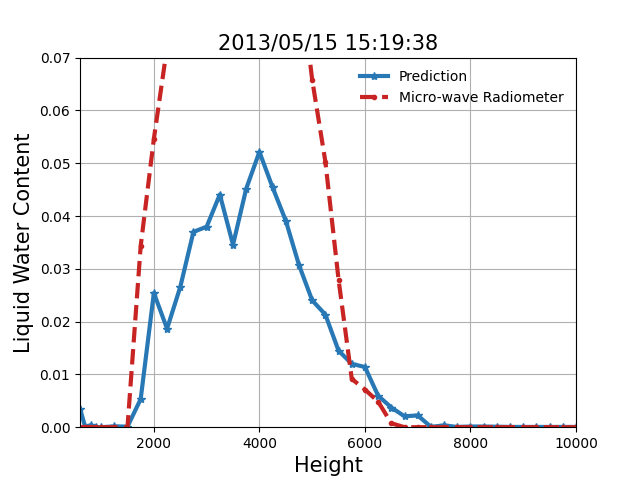 2013/05/15 15:19:38
0.07
0.06
0.05
0.04
0.03
0.02
0.01
0.00
Liquid Water Content
Prediction
Micro-wave Radiometer
2000 4000 6000 8000 10000
Height